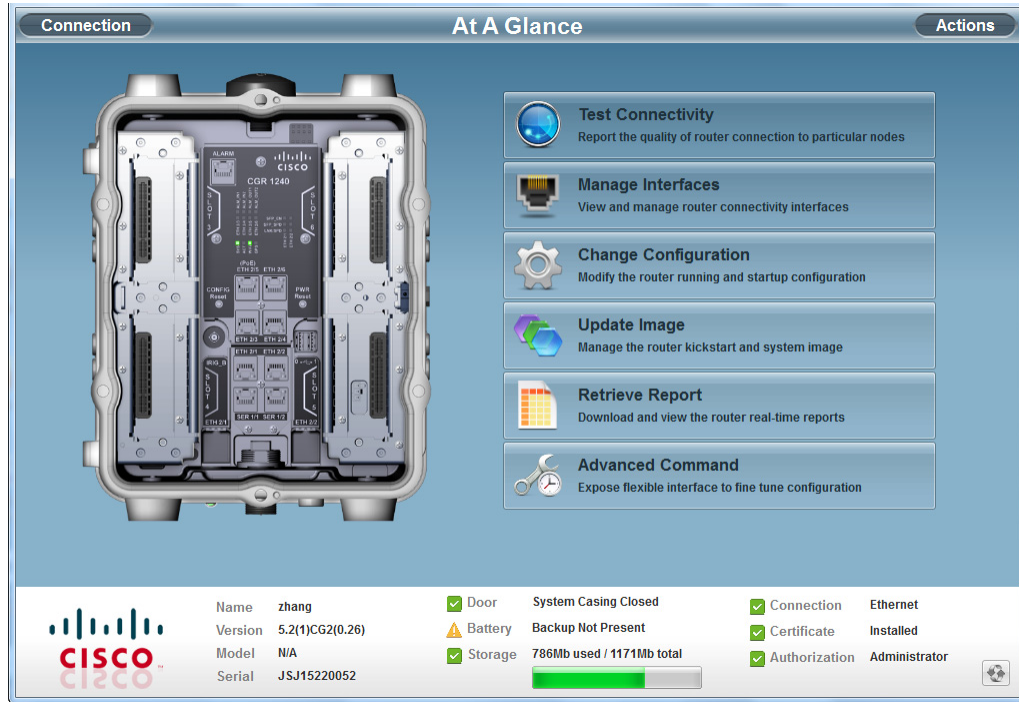 Connection
At A Glance
Actions
ALARM
CISCO
CGR 1240
SLOT 3
SLOT 6
(PoE)
ETH 2/5 ETH 2/6
CONFIG Reset
PWR Reset
ETH 2/3 ETH 2/4
ETH 2/1 ETH 2/2
IRIG_B
SLOT 4
SLOT 5
SER 1/1 SER 1/2
ETH 2/1
ETH 2/2
Test Connectivity
Report the quality of router connection to particular nodes
Manage Interfaces
View and manage router connectivity interfaces
Change Configuration
Modify the router running and startup configuration
Update Image
Manage the router kickstart and system image
Retrieve Report
Download and view the router real-time reports
Advanced Command
Expose flexible interface to fine tune configuration
CISCO
Name zhang
Version 5.2(1)CG2(0.26)
Model N/A
Serial JSJ15220052
Door System Casing Closed
Battery Backup Not Present
Storage 786Mb used / 1171Mb total
Connection Ethernet
Certificate Installed
Authorization Administrator